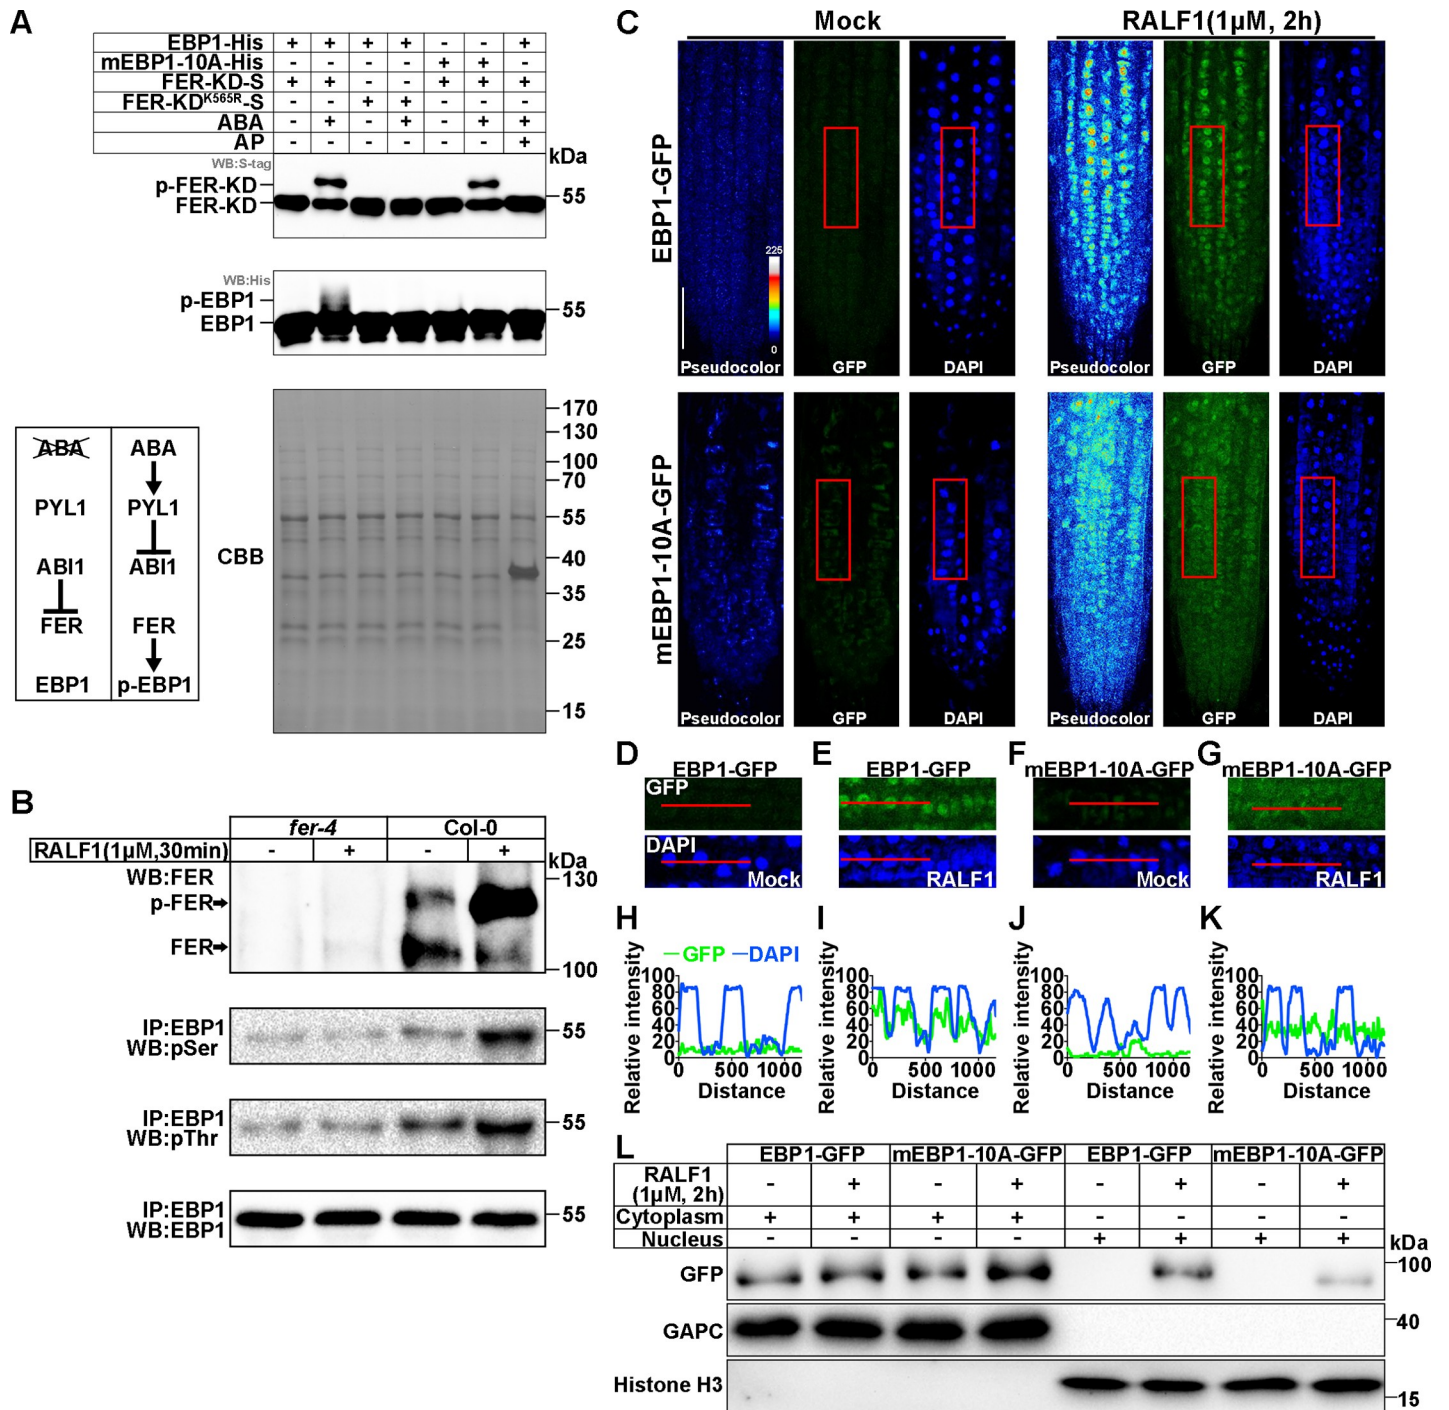 A
EBP1-His + + + + - - +
mEBP1-10A-His - - - - + + -
FER-KD-S + + - - + + +
FER-KDK565R-S - - + + - - -
ABA - + - + - + +
AP - - - - - - +
WB:S-tag
kDa
p-FER-KD
FER-KD
55
WB:His
p-EBP1
EBP1
55
ABA
PYL1
ABI1
FER
EBP1
ABA
PYL1
ABI1
FER
p-EBP1
CBB
170
130
100
70
55
40
35
25
15
B
fer-4 Col-0
RALF1(1μM,30min) - + - +
kDa
WB:FER
p-FER
FER
130
100
IP:EBP1
WB:pSer
55
IP:EBP1
WB:pThr
55
IP:EBP1
WB:EBP1
55
C
Mock RALF1(1μM, 2h)
EBP1-GFP
225
0
Pseudocolor GFP DAPI Pseudocolor GFP DAPI
mEBP1-10A-GFP
Pseudocolor GFP DAPI Pseudocolor GFP DAPI
D E F G
EBP1-GFP EBP1-GFP mEBP1-10A-GFP mEBP1-10A-GFP
GFP
DAPI
Mock RALF1 Mock RALF1
H I J K
GFP DAPI
Relative intensity
100
80
60
40
20
0
0 500 1000
Distance
Relative intensity
100
80
60
40
20
0
0 500 1000
Distance
Relative intensity
100
80
60
40
20
0
0 500 1000
Distance
Relative intensity
100
80
60
40
20
0
0 500 1000
Distance
L
EBP1-GFP mEBP1-10A-GFP EBP1-GFP mEBP1-10A-GFP
RALF1
(1μM, 2h) - + - + - + - +
Cytoplasm + + + + - - - -
Nucleus - - - - + + + +
kDa
GFP
100
GAPC
40
Histone H3
15